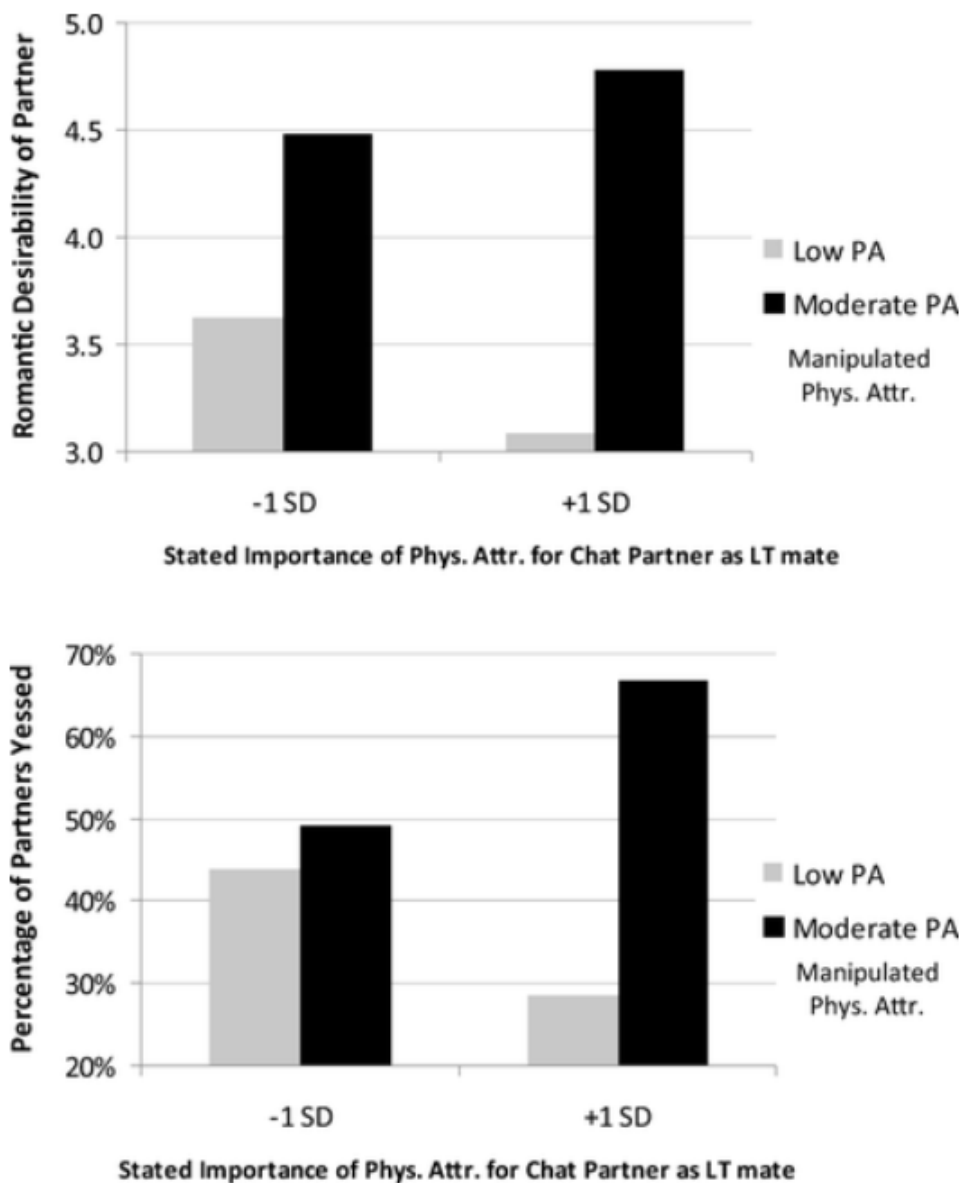 Romantic Desirability of Partner
5.0
4.5
4.0
3.5
3.0
-1 SD
+1 SD
Stated Importance of Phys. Attr. for Chat Partner as LT mate
Low PA
Moderate PA
Manipulated
Phys. Attr.
Percentage of Partners Yessed
70%
60%
50%
40%
30%
20%
-1 SD
+1 SD
Stated Importance of Phys. Attr. for Chat Partner as LT mate
Low PA
Moderate PA
Manipulated
Phys. Attr.